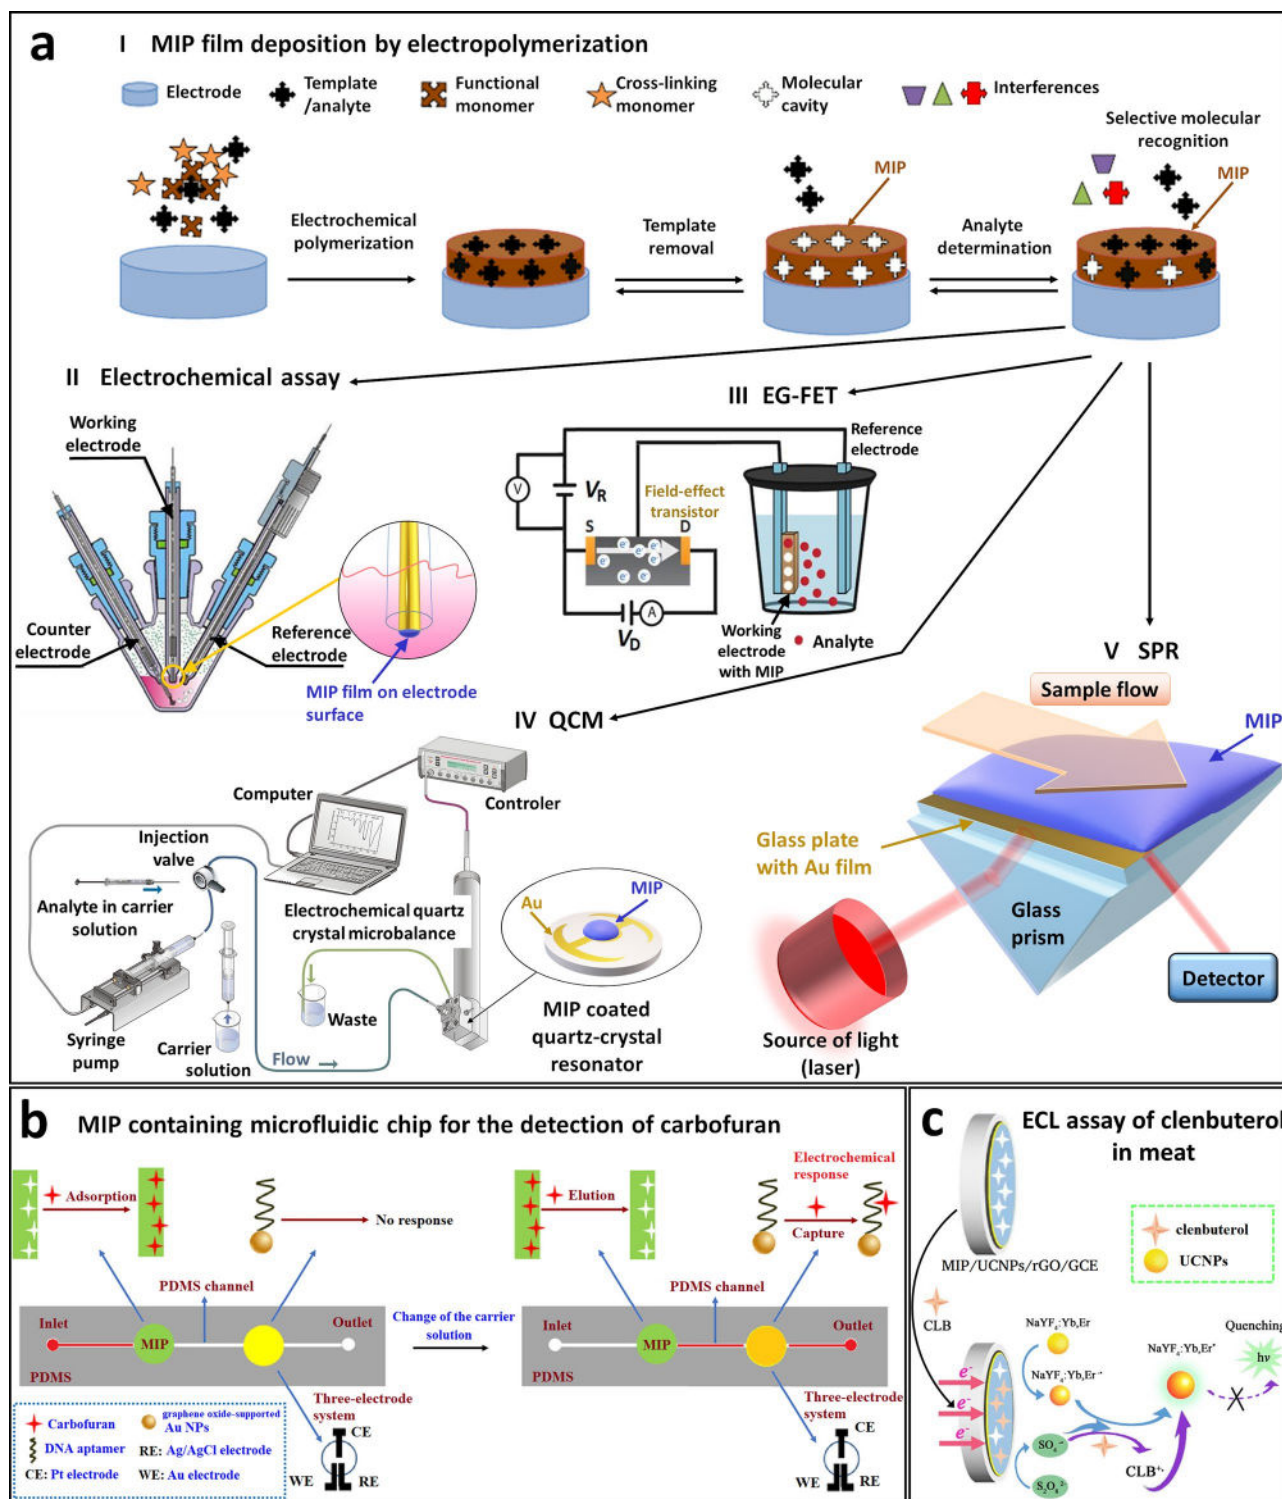 a
I MIP film deposition by electropolymerization
Electrode
Template
/analyte
Functional
monomer
Cross-linking
monomer
Molecular
cavity
Interferences
Selective molecular
recognition
MIP
MIP
Electrochemical
polymerization
Template
removal
Analyte
determination
II Electrochemical assay
Working
electrode
Counter
electrode
Reference
electrode
MIP film on electrode
surface
III EG-FET
Reference
electrode
V
VR
Field-effect
transistor
S
D
e-
e-
e-
e-
e-
e-
A
VD
Working
electrode
with MIP
Analyte
IV QCM
Computer
Controler
Injection
valve
Analyte in carrier
solution
Electrochemical quartz
crystal microbalance
Au
MIP
Syringe
pump
Carrier
solution
Waste
Flow
MIP coated
quartz-crystal
resonator
V SPR
Sample flow
MIP
Glass plate
with Au film
Glass
prism
Detector
Source of light
(laser)
b
MIP containing microfluidic chip for the detection of carbofuran
Adsorption
No response
PDMS channel
Inlet
MIP
Outlet
PDMS
Three-electrode
system
CE
WE
RE
Change of the carrier
solution
Elution
Electrochemical
response
Capture
PDMS channel
Inlet
MIP
Outlet
PDMS
Three-electrode
system
CE
WE
RE
Carbofuran
graphene oxide-supported
Au NPs
DNA aptamer
RE: Ag/AgCl electrode
CE: Pt electrode
WE: Au electrode
c
ECL assay of clenbuterol
in meat
clenbuterol
UCNPs
MIP/UCNPs/rGO/GCE
CLB
NaYF4:Yb,Er
NaYF4:Yb,Er·-
NaYF4:Yb,Er*
Quenching
hν
e-
e-
e-
SO4·-
S2O82-
CLB+·